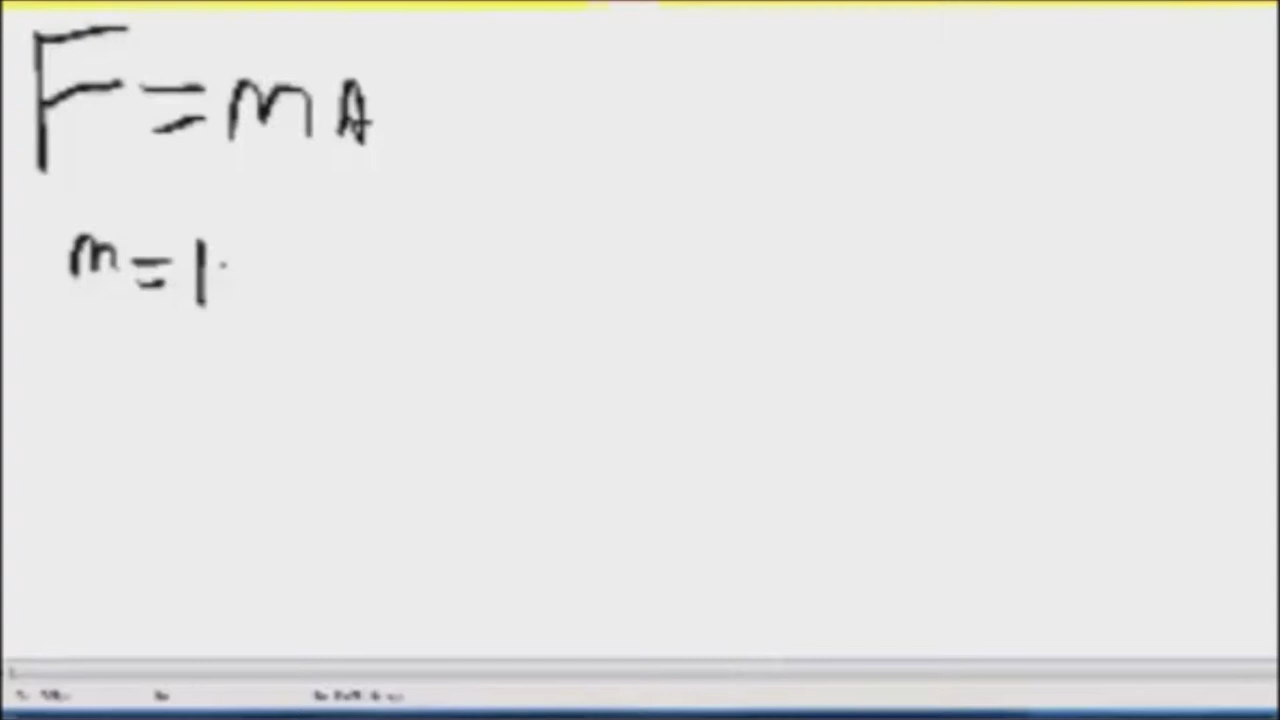 F = MA
m = 1